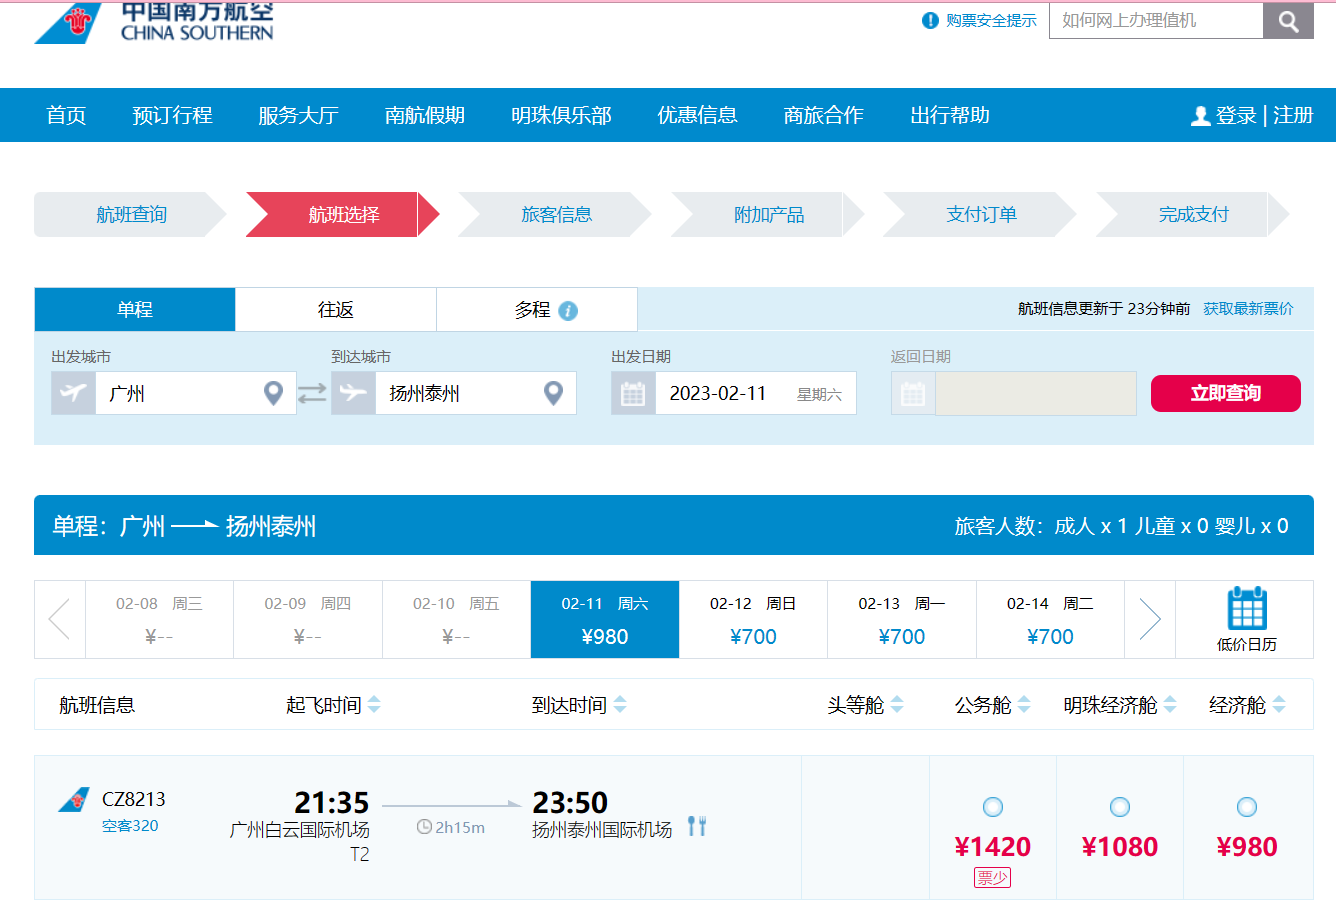 中国南方航空
CHINA SOUTHERN
购票安全提示
如何网上办理值机
首页 预订行程 服务大厅 南航假期 明珠俱乐部 优惠信息 商旅合作 出行帮助 登录 | 注册
航班查询 航班选择 旅客信息 附加产品 支付订单 完成支付
单程 往返 多程 航班信息更新于 23分钟前 获取最新票价
出发城市 到达城市 出发日期 返回日期
广州 扬州泰州 2023-02-11 星期六 立即查询
单程：广州 扬州泰州 旅客人数：成人 x 1 儿童 x 0 婴儿 x 0
02-08 周三 02-09 周四 02-10 周五 02-11 周六 02-12 周日 02-13 周一 02-14 周二
¥-- ¥-- ¥-- ¥980 ¥700 ¥700 ¥700 低价日历
航班信息 起飞时间 到达时间 头等舱 公务舱 明珠经济舱 经济舱
CZ8213 21:35 23:50
空客320 广州白云国际机场 2h15m 扬州泰州国际机场
T2 ¥1420 ¥1080 ¥980
票少